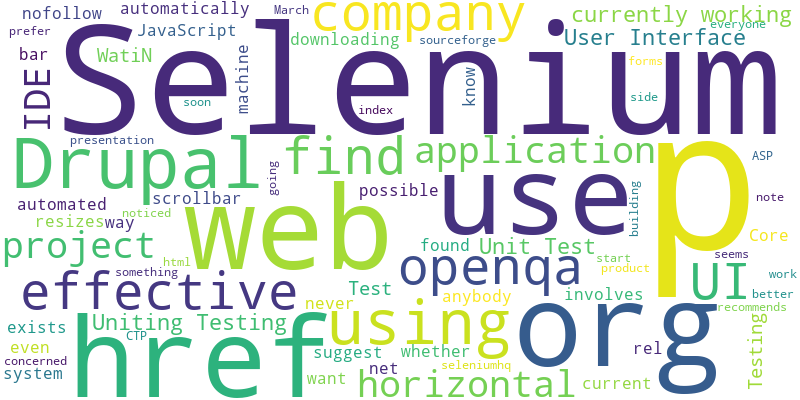 nofollow
automatically
March
company
currently working
everyone
prefer
JavaScript
downloading
sourceforge
User Interface
bar
WatiN
machine
Selenium
know
forms
IDE
soon
index
side
presentation
Drupal
find
application
p
ASP
going
automated
scrollbar
possible
web
use
building
note
resizes
way
noticed
found
Unit Test
Core
project
html
something
openqa
start
product
seems
UI
work
effective
Test
never
using
anybody
involves
org
better
recommends
exists
Uniting Testing
CTP
href
even
suggest
whether
rel
Testing
concerned
system
want
net
seleniumhq
horizontal
current